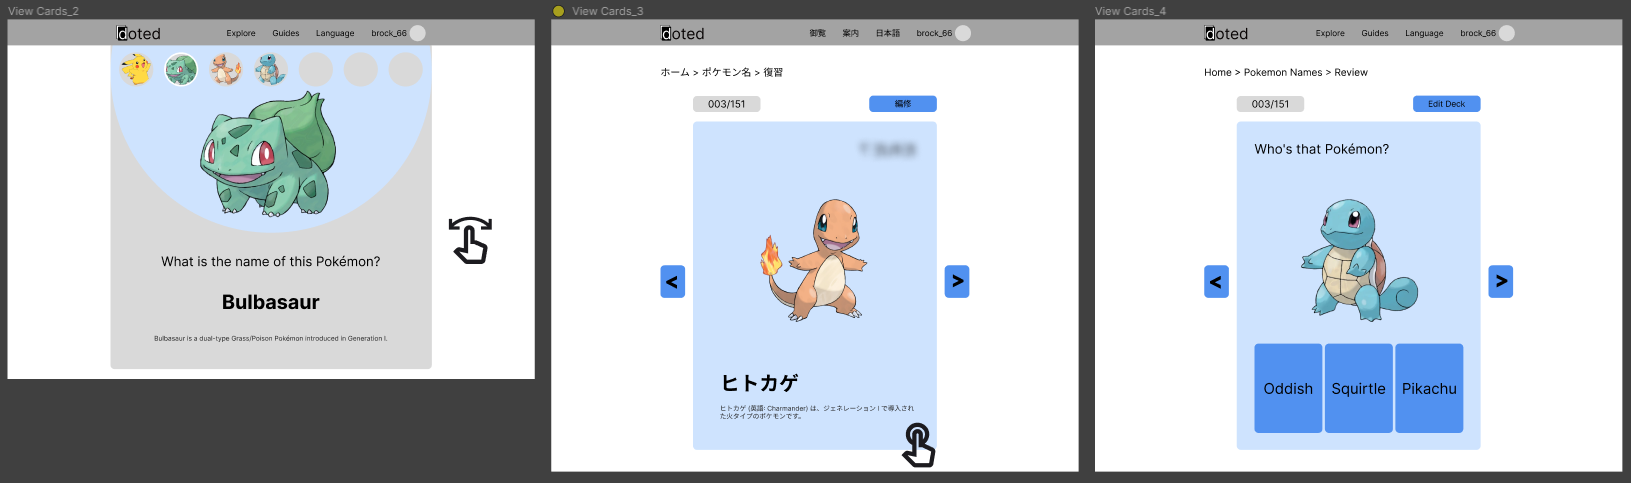 View Cards_2
doted
Explore Guides Language brock_66
What is the name of this Pokémon?
Bulbasaur
Bulbasaur is a dual-type Grass/Poison Pokémon introduced in Generation I.
View Cards_3
doted
御覧 案内 日本語 brock_66
ホーム > ポケモン名 > 復習
003/151
編修
<
>
ヒトカゲ
ヒトカゲ (英語: Charmander) は、ジェネレーション I で導入され
た火タイプのポケモンです。
View Cards_4
doted
Explore Guides Language brock_66
Home > Pokemon Names > Review
003/151
Edit Deck
Who's that Pokémon?
<
>
Oddish Squirtle Pikachu